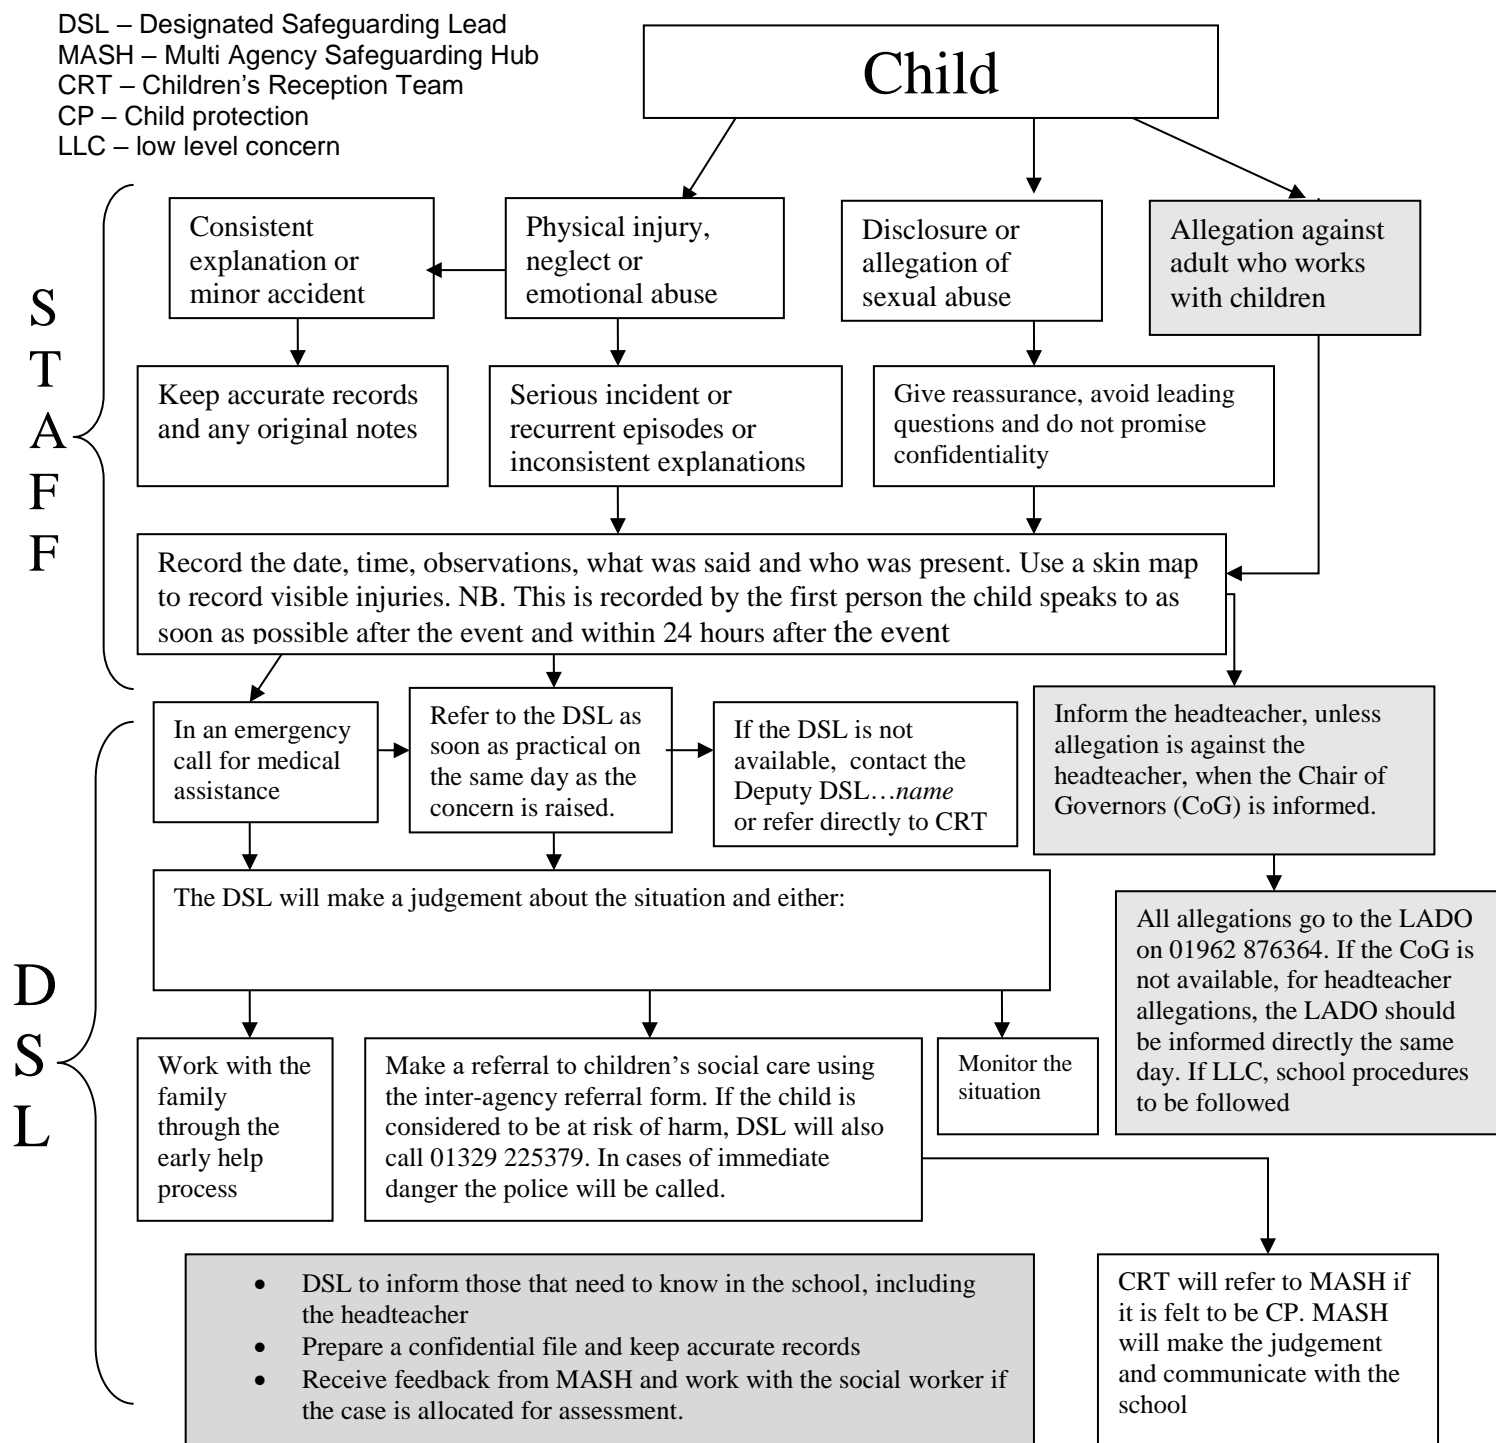 DSL – Designated Safeguarding Lead
MASH – Multi Agency Safeguarding Hub
CRT – Children's Reception Team
CP – Child protection
LLC – low level concern
Child
S
T
A
F
F
Consistent
explanation or
minor accident
Physical injury,
neglect or
emotional abuse
Disclosure or
allegation of
sexual abuse
Allegation against
adult who works
with children
Keep accurate records
and any original notes
Serious incident or
recurrent episodes or
inconsistent explanations
Give reassurance, avoid leading
questions and do not promise
confidentiality
Record the date, time, observations, what was said and who was present. Use a skin map
to record visible injuries. NB. This is recorded by the first person the child speaks to as
soon as possible after the event and within 24 hours after the event
In an emergency
call for medical
assistance
Refer to the DSL as
soon as practical on
the same day as the
concern is raised.
If the DSL is not
available, contact the
Deputy DSL…name
or refer directly to CRT
Inform the headteacher, unless
allegation is against the
headteacher, when the Chair of
Governors (CoG) is informed.
D
S
L
The DSL will make a judgement about the situation and either:
All allegations go to the LADO
on 01962 876364. If the CoG is
not available, for headteacher
allegations, the LADO should
be informed directly the same
day. If LLC, school procedures
to be followed
Work with the
family
through the
early help
process
Make a referral to children's social care using
the inter-agency referral form. If the child is
considered to be at risk of harm, DSL will also
call 01329 225379. In cases of immediate
danger the police will be called.
Monitor the
situation
• DSL to inform those that need to know in the school, including
the headteacher
• Prepare a confidential file and keep accurate records
• Receive feedback from MASH and work with the social worker if
the case is allocated for assessment.
CRT will refer to MASH if
it is felt to be CP. MASH
will make the judgement
and communicate with the
school